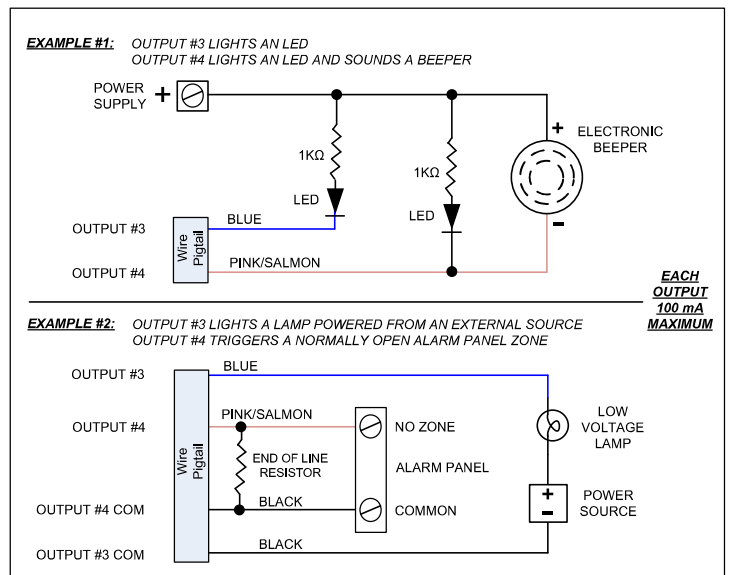 EXAMPLE #1: OUTPUT #3 LIGHTS AN LED
OUTPUT #4 LIGHTS AN LED AND SOUNDS A BEEPER
POWER
SUPPLY
+
+
ELECTRONIC
BEEPER
1KΩ
1KΩ
LED
LED
-
OUTPUT #3
BLUE
Wire
Pigtail
OUTPUT #4
PINK/SALMON
EACH
OUTPUT
100 mA
MAXIMUM
EXAMPLE #2: OUTPUT #3 LIGHTS A LAMP POWERED FROM AN EXTERNAL SOURCE
OUTPUT #4 TRIGGERS A NORMALLY OPEN ALARM PANEL ZONE
OUTPUT #3
BLUE
OUTPUT #4
PINK/SALMON
NO ZONE
LOW
VOLTAGE
LAMP
Wire
Pigtail
END OF LINE
RESISTOR
ALARM PANEL
OUTPUT #4 COM
BLACK
COMMON
+
-
POWER
SOURCE
OUTPUT #3 COM
BLACK